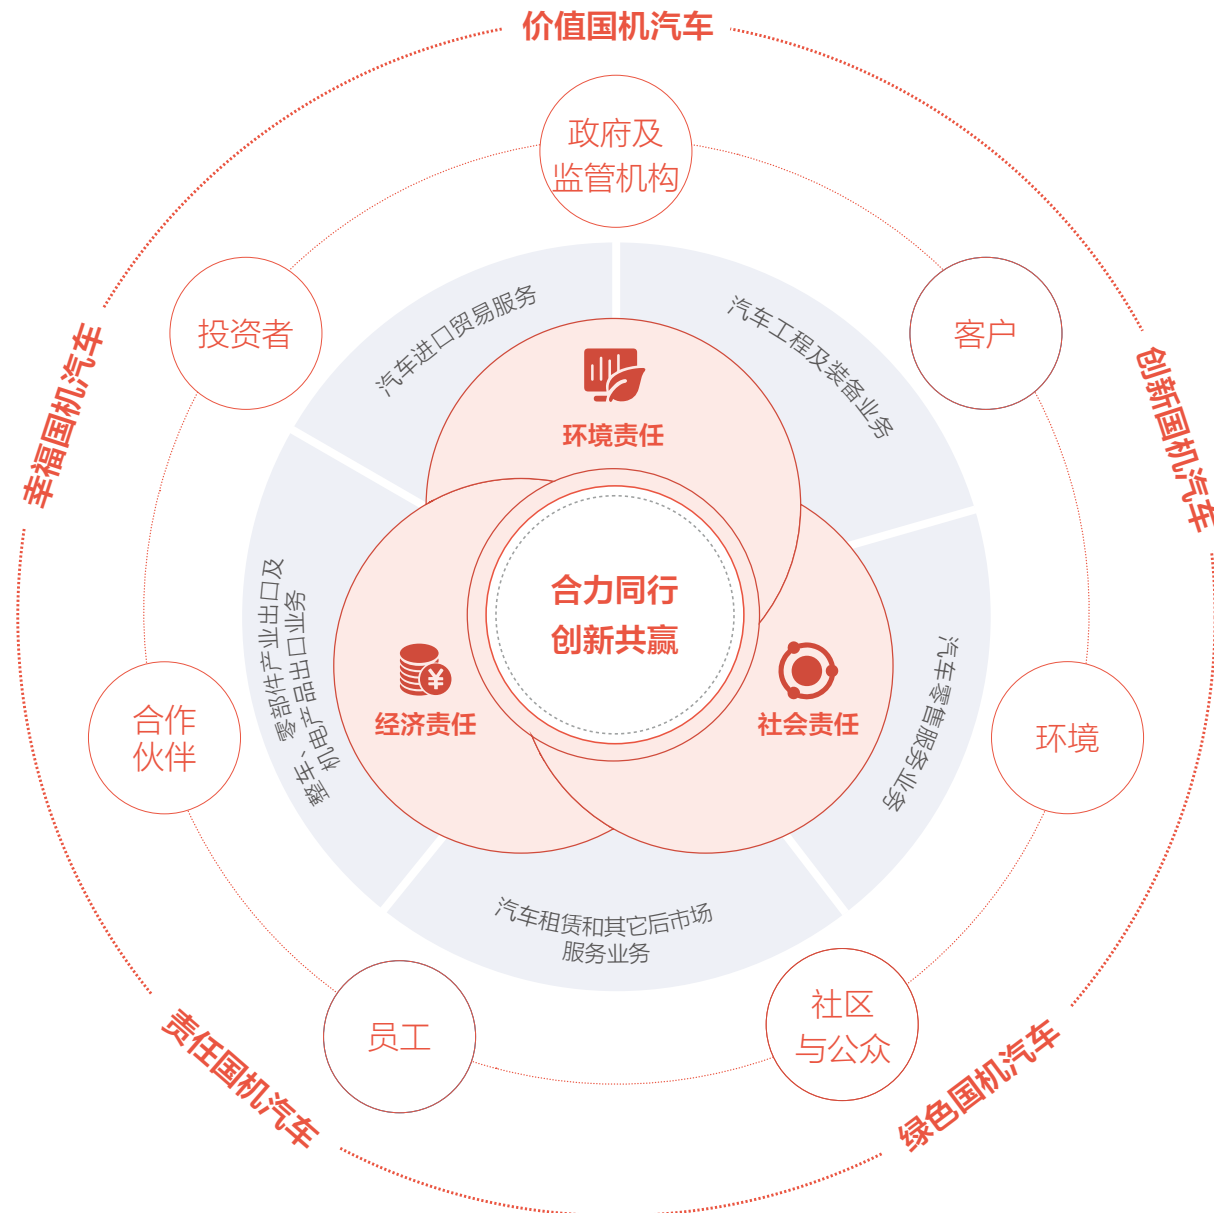 价值国机汽车
政府及
监管机构
投资者
客户
幸福国机汽车
创新国机汽车
汽车进口贸易服务
汽车工程及装备业务
环境责任
合力同行
创新共赢
经济责任
社会责任
整车、零部件产业出口及
机电产品出口业务
汽车零售服务业务
合作
伙伴
环境
汽车租赁和其它后市场
服务业务
员工
社区
与公众
责任国机汽车
绿色国机汽车